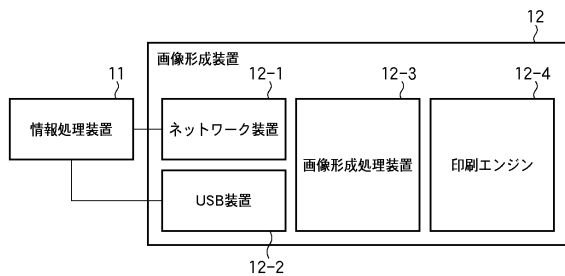 12
画像形成装置
11
12-1
12-3
12-4
情報処理装置
ネットワーク装置
画像形成処理装置
印刷エンジン
USB装置
12-2